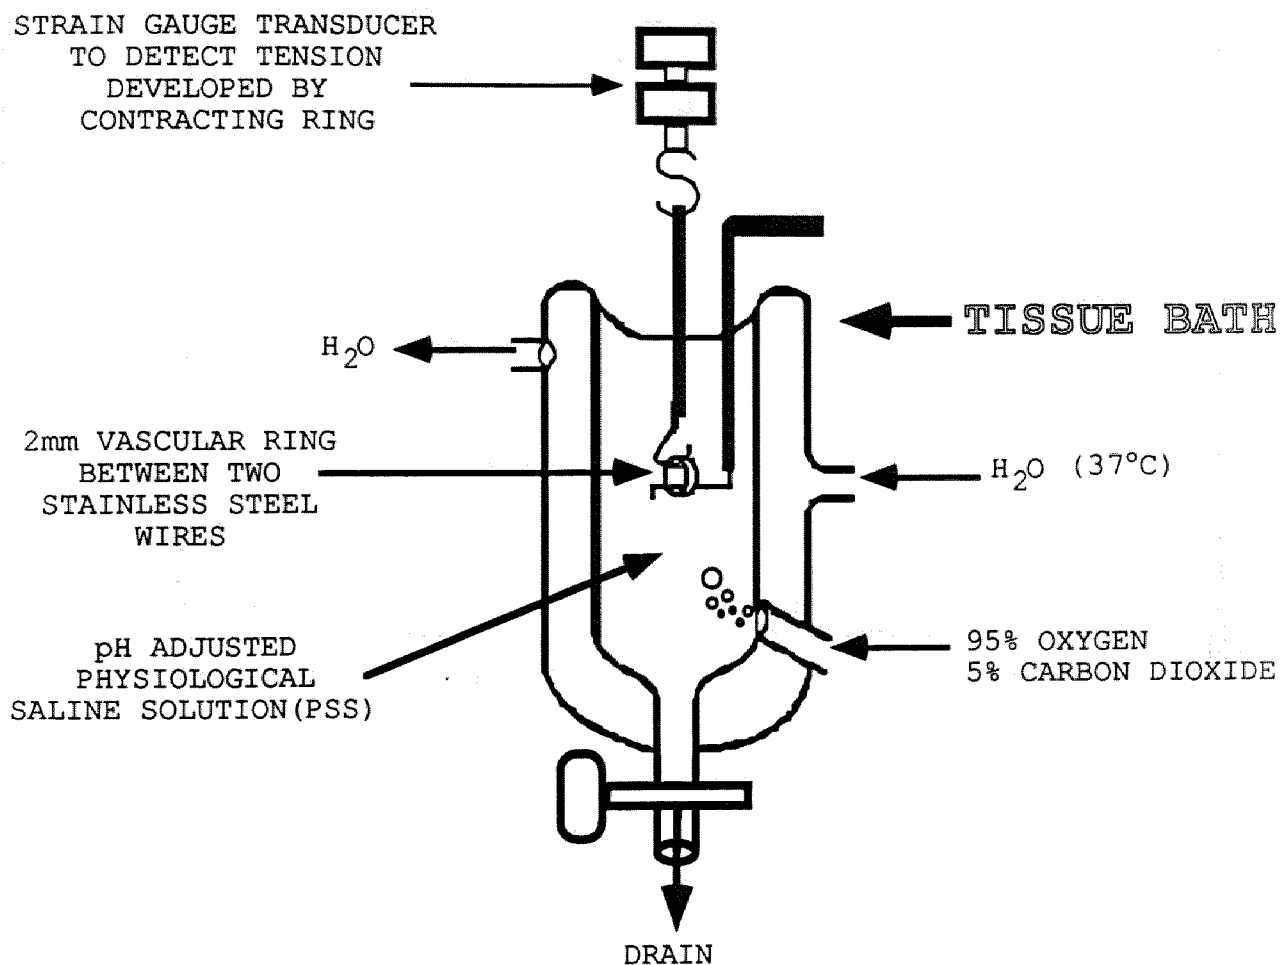 STRAIN GAUGE TRANSDUCER
TO DETECT TENSION
DEVELOPED BY
CONTRACTING RING
TISSUE BATH
H2O
2mm VASCULAR RING
BETWEEN TWO
STAINLESS STEEL
WIRES
H2O (37°C)
pH ADJUSTED
PHYSIOLOGICAL
SALINE SOLUTION(PSS)
95% OXYGEN
5% CARBON DIOXIDE
DRAIN